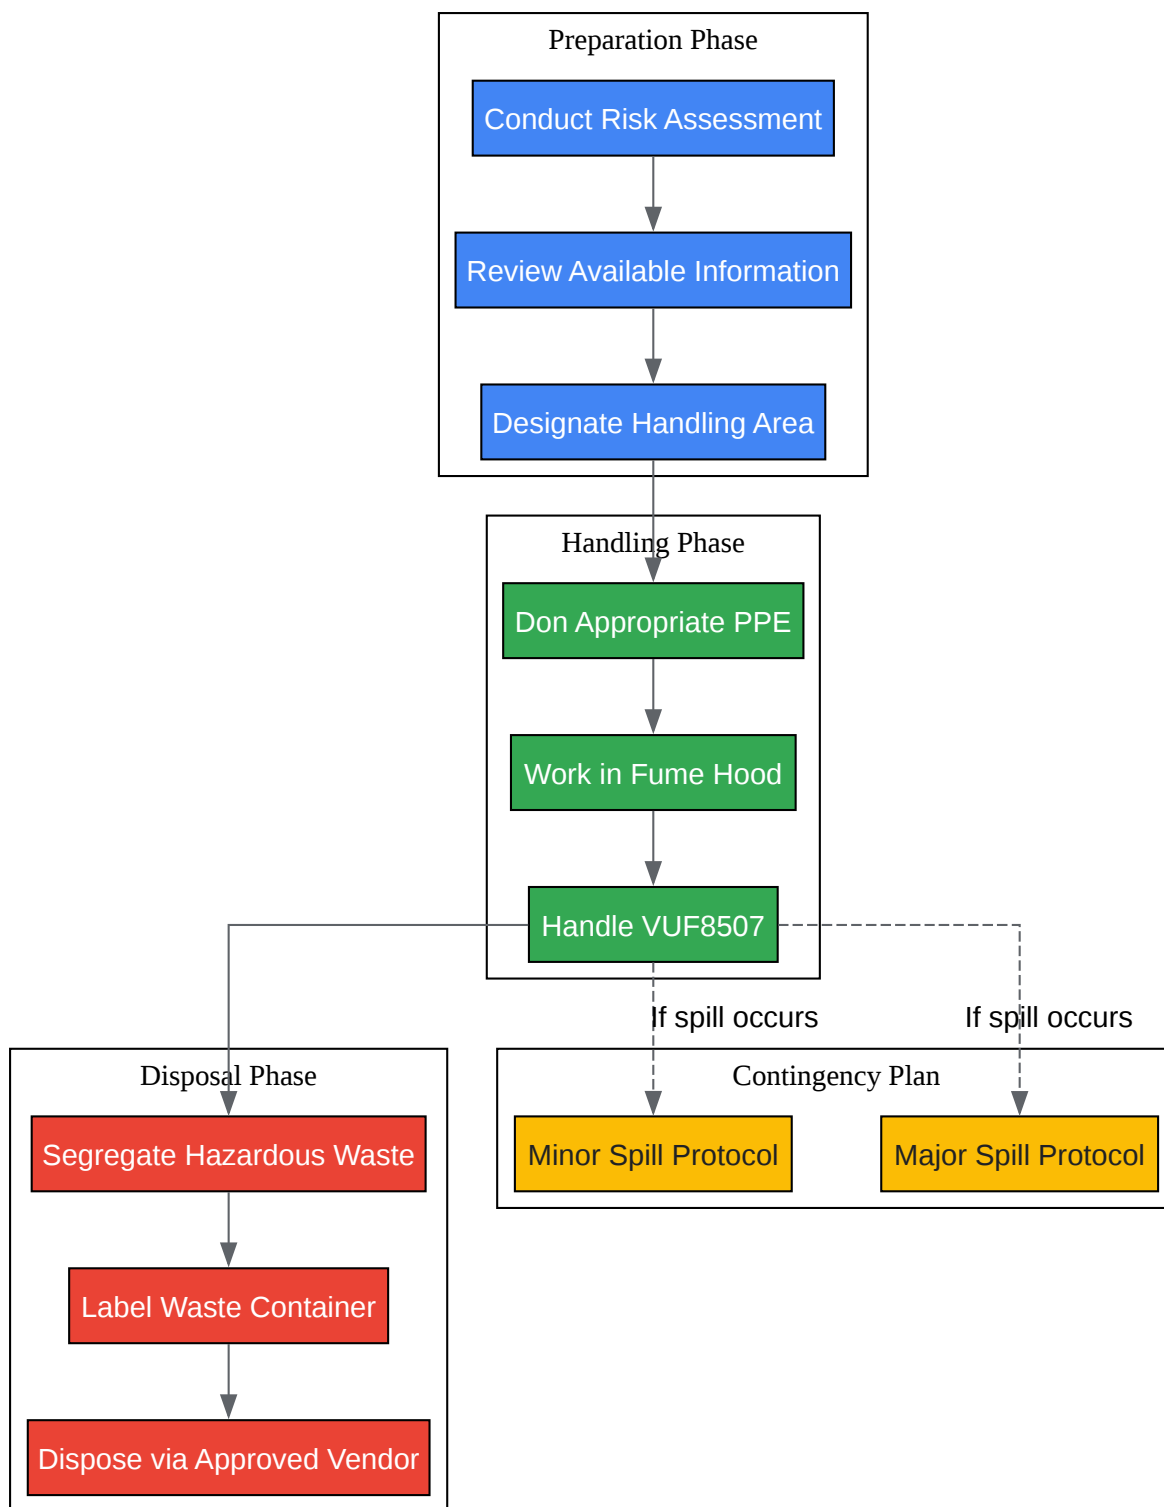 Preparation Phase
Conduct Risk Assessment
Review Available Information
Designate Handling Area
Handling Phase
Don Appropriate PPE
Work in Fume Hood
Handle VUF8507
If spill occurs
If spill occurs
Disposal Phase
Segregate Hazardous Waste
Label Waste Container
Dispose via Approved Vendor
Contingency Plan
Minor Spill Protocol
Major Spill Protocol